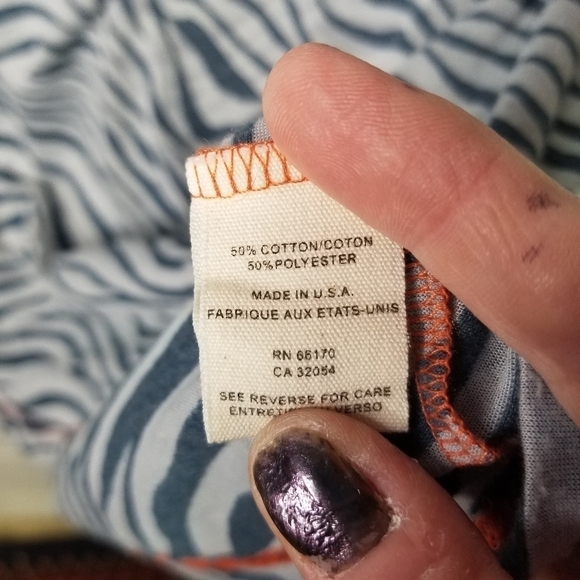 50% COTTON/COTON
50%POLYESTER
MADE IN U.S.A.
FABRIQUE AUX ETATS-UNIS
RN 66170
CA 32054
SEE REVERSE FOR CARE
VERSO